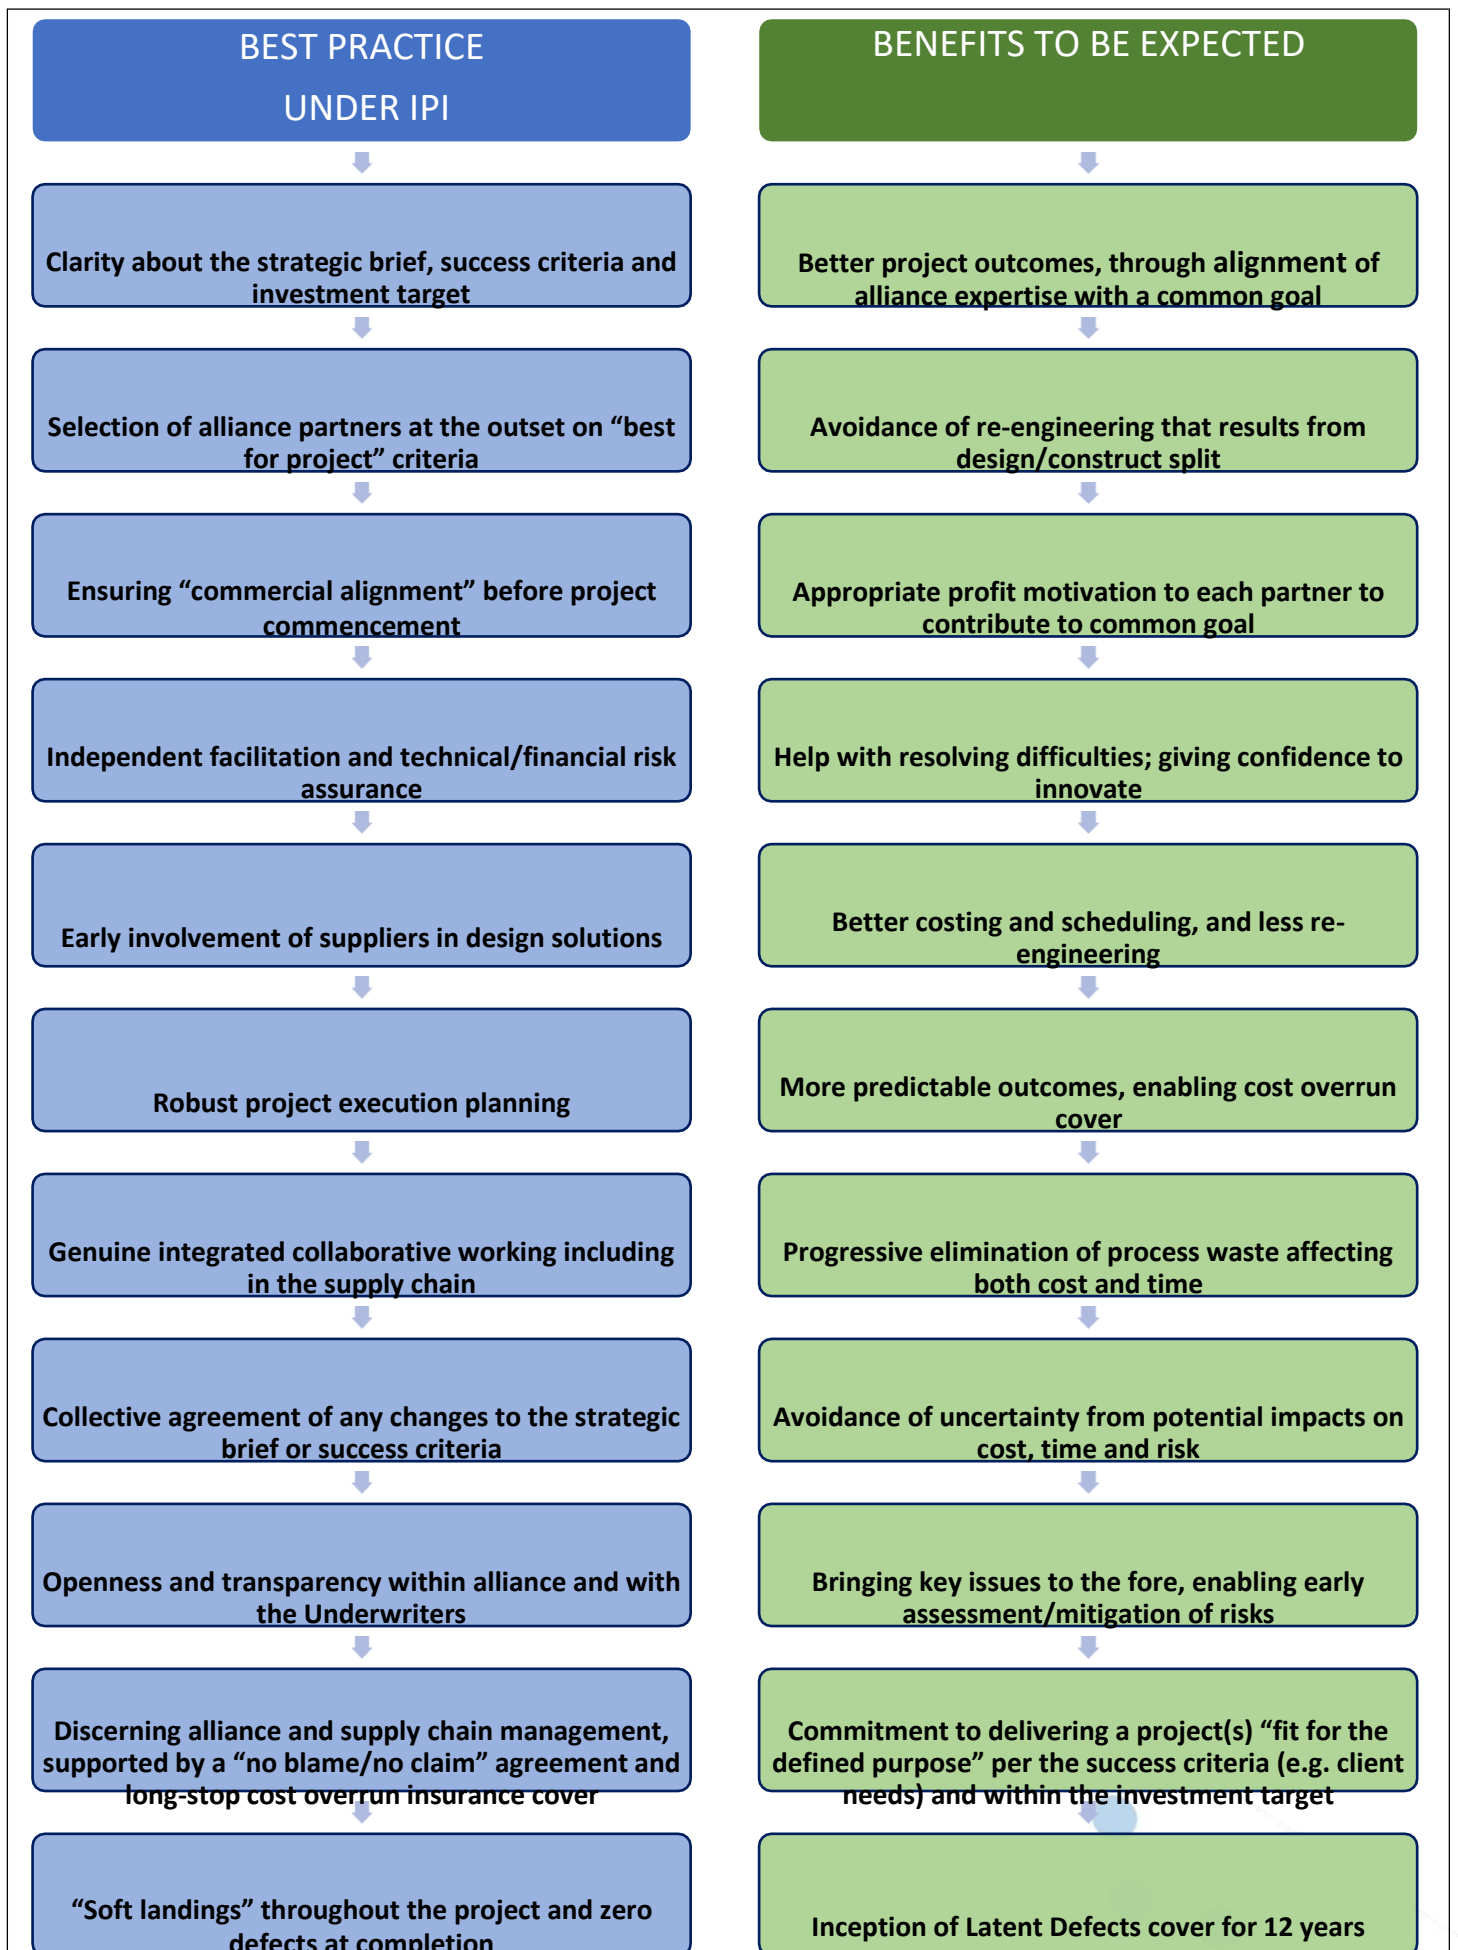 BEST PRACTICE
UNDER IPI
Clarity about the strategic brief, success criteria and
investment target
Selection of alliance partners at the outset on “best
for project” criteria
Ensuring “commercial alignment” before project
commencement
Independent facilitation and technical/financial risk
assurance
Early involvement of suppliers in design solutions
Robust project execution planning
Genuine integrated collaborative working including
in the supply chain
Collective agreement of any changes to the strategic
brief or success criteria
Openness and transparency within alliance and with
the Underwriters
Discerning alliance and supply chain management,
supported by a “no blame/no claim” agreement and
long-stop cost overrun insurance cover
“Soft landings” throughout the project and zero
defects at completion
BENEFITS TO BE EXPECTED
Better project outcomes, through alignment of
alliance expertise with a common goal
Avoidance of re-engineering that results from
design/construct split
Appropriate profit motivation to each partner to
contribute to common goal
Help with resolving difficulties; giving confidence to
innovate
Better costing and scheduling, and less re-
engineering
More predictable outcomes, enabling cost overrun
cover
Progressive elimination of process waste affecting
both cost and time
Avoidance of uncertainty from potential impacts on
cost, time and risk
Bringing key issues to the fore, enabling early
assessment/mitigation of risks
Commitment to delivering a project(s) “fit for the
defined purpose” per the success criteria (e.g. client
needs) and within the investment target
Inception of Latent Defects cover for 12 years